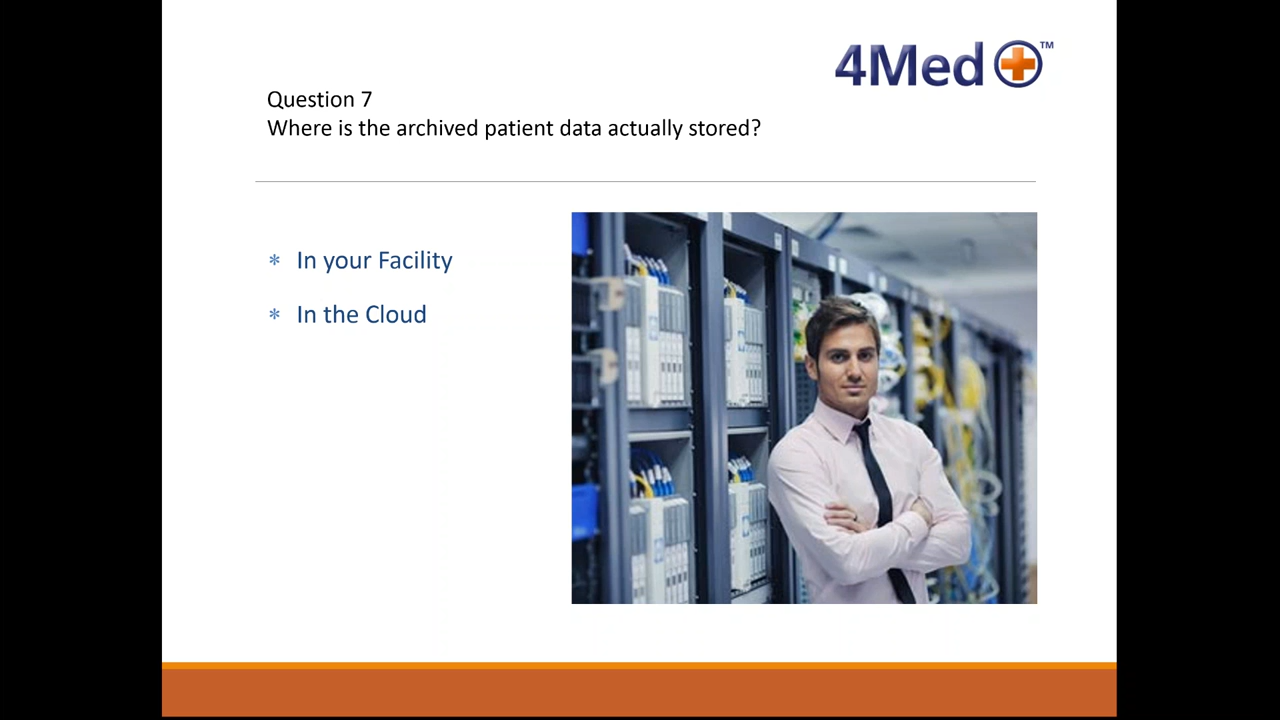 4Med ™
Question 7
Where is the archived patient data actually stored?
* In your Facility
* In the Cloud